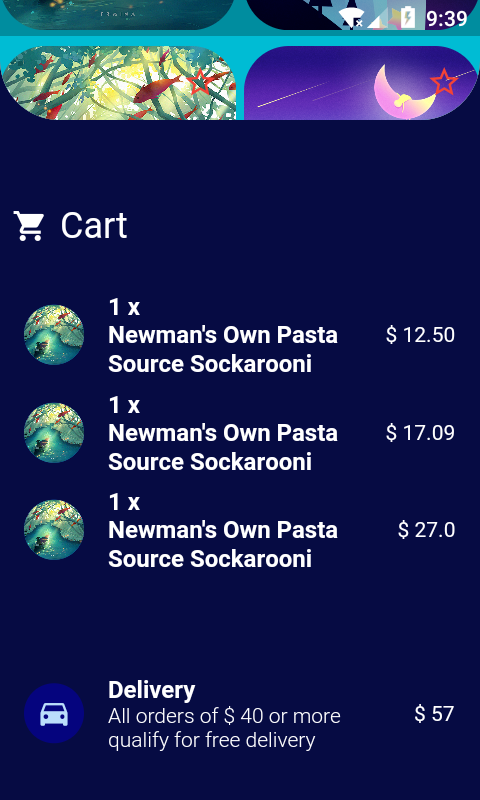 9:39
Cart
1 x
Newman's Own Pasta
Source Sockarooni
$ 12.50
1 x
Newman's Own Pasta
Source Sockarooni
$ 17.09
1 x
Newman's Own Pasta
Source Sockarooni
$ 27.0
Delivery
All orders of $ 40 or more
qualify for free delivery
$ 57